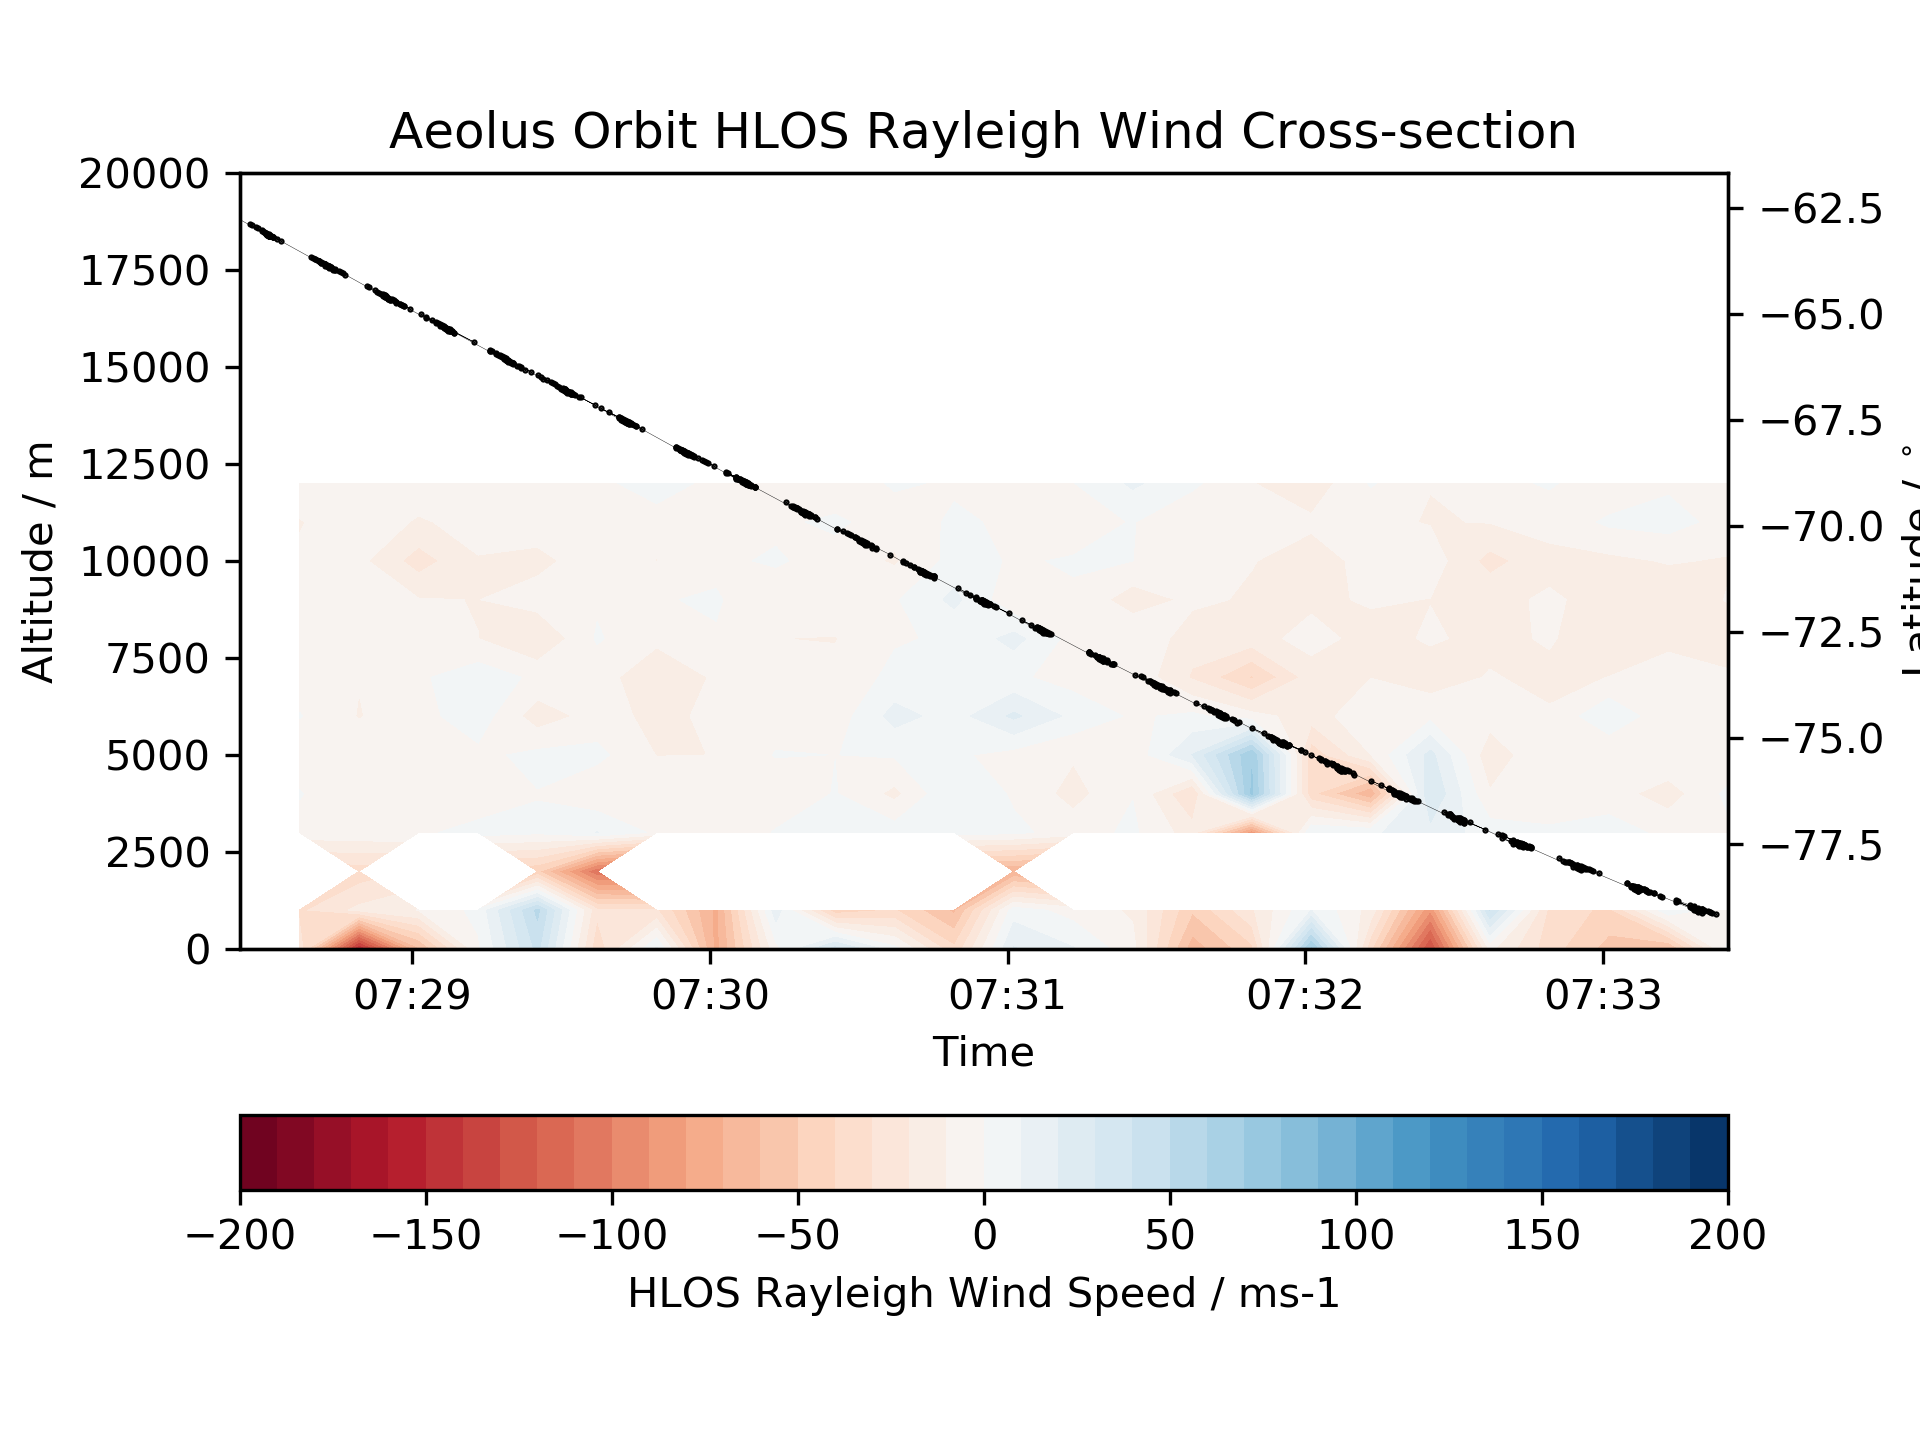 Aeolus Orbit HLOS Rayleigh Wind Cross-section
20000
17500
15000
12500
10000
7500
5000
2500
0
Altitude / m
−62.5
−65.0
−67.5
−70.0
−72.5
−75.0
−77.5
Latitude / °
07:29 07:30 07:31 07:32 07:33
Time
−200 −150 −100 −50 0 50 100 150 200
HLOS Rayleigh Wind Speed / ms-1